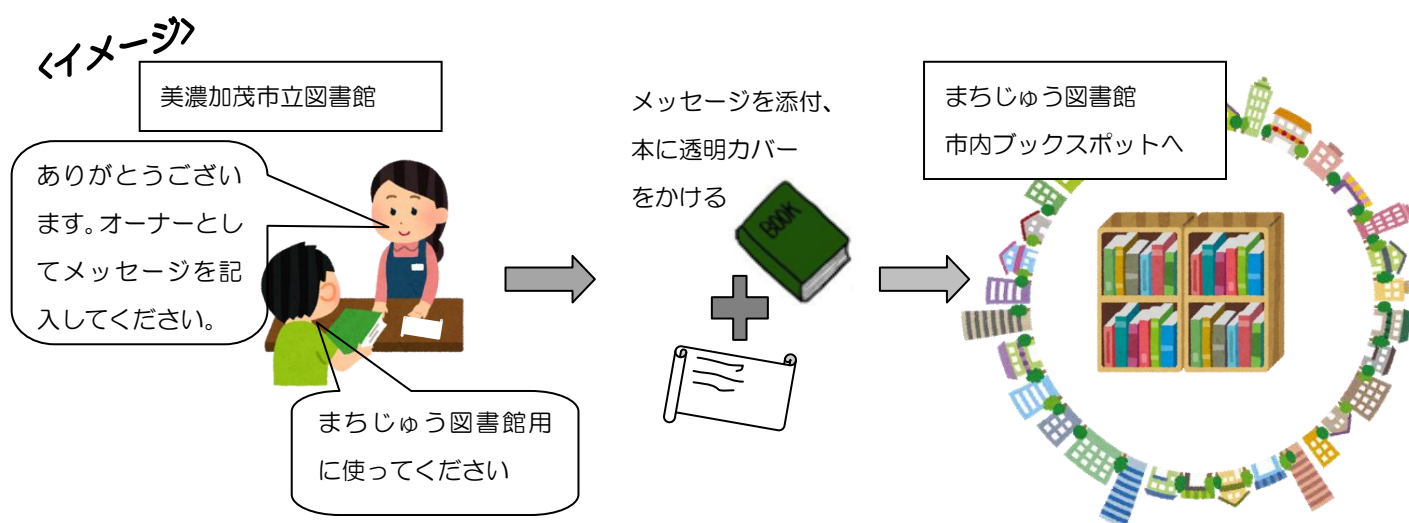 <イメージ>
美濃加茂市立図書館
ありがとうござい
ます。オーナーとし
てメッセージを記
入してください。
まちじゅう図書館用
に使ってください
メッセージを添付、
本に透明カバー
をかける
BOOK
まちじゅう図書館
市内ブックスポットへ